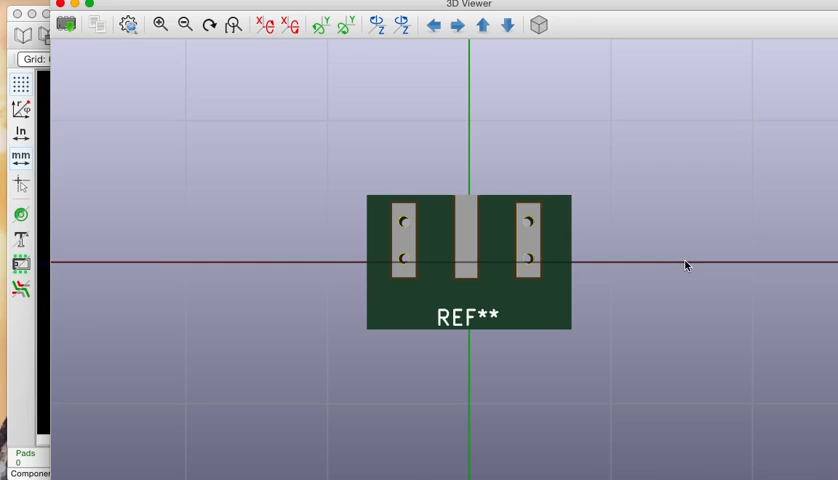 3D Viewer
Grid:
In
mm
REF**
Pads
0
Componen